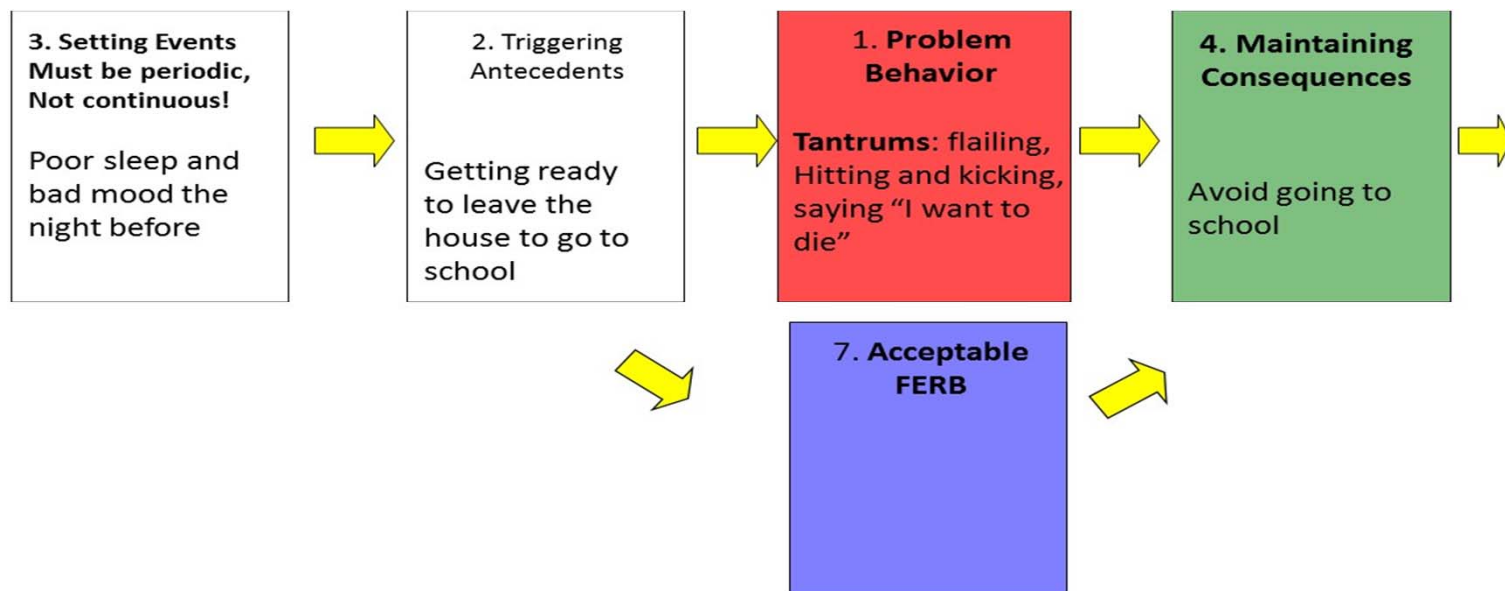 3. Setting Events
Must be periodic,
Not continuous!
Poor sleep and
bad mood the
night before
2. Triggering
Antecedents
Getting ready
to leave the
house to go to
school
1. Problem
Behavior
Tantrums: flailing,
Hitting and kicking,
saying “I want to
die”
4. Maintaining
Consequences
Avoid going to
school
7. Acceptable
FERB